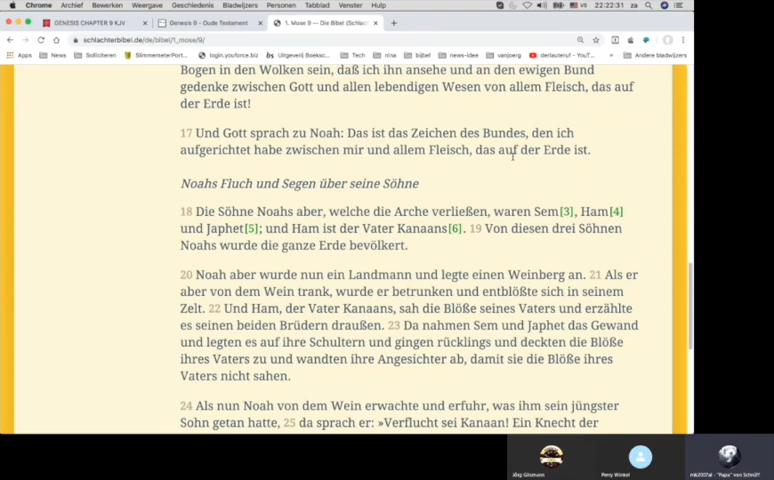 Chrome Archief Bewerken Weergave Geschiedenis Bladwijzers Personen Tabblad Venster Help
US 22:22:31 za
GENESIS CHAPTER 9 KJV
Genesis 9 - Oude Testament
1. Mose 9 — Die Bibel (Schlac
schlachterbibel.de/de/bibel/1_mose/9/
Apps News Solliciteren SlimmemeterPort... login.youforce.biz Uitgeverij Boeksc... Tech nina bijbel news-idee vanjoerg derlauteruf - YouT... Andere bladwijzers
Bogen in den Wolken sein, daß ich ihn ansehe und an den ewigen Bund
gedenke zwischen Gott und allen lebendigen Wesen von allem Fleisch, das auf
der Erde ist!
17 Und Gott sprach zu Noah: Das ist das Zeichen des Bundes, den ich
aufgerichtet habe zwischen mir und allem Fleisch, das auf der Erde ist.
Noahs Fluch und Segen über seine Söhne
18 Die Söhne Noahs aber, welche die Arche verließen, waren Sem[3], Ham[4]
und Japhet[5]; und Ham ist der Vater Kanaans[6]. 19 Von diesen drei Söhnen
Noahs wurde die ganze Erde bevölkert.
20 Noah aber wurde nun ein Landmann und legte einen Weinberg an. 21 Als er
aber von dem Wein trank, wurde er betrunken und entblößte sich in seinem
Zelt. 22 Und Ham, der Vater Kanaans, sah die Blöße seines Vaters und erzählte
es seinen beiden Brüdern draußen. 23 Da nahmen Sem und Japhet das Gewand
und legten es auf ihre Schultern und gingen rücklings und deckten die Blöße
ihres Vaters zu und wandten ihre Angesichter ab, damit sie die Blöße ihres
Vaters nicht sahen.
24 Als nun Noah von dem Wein erwachte und erfuhr, was ihm sein jüngster
Sohn getan hatte, 25 da sprach er: »Verflucht sei Kanaan! Ein Knecht der
Jörg Glismann Perry Winkel "Papa" von Schnüff